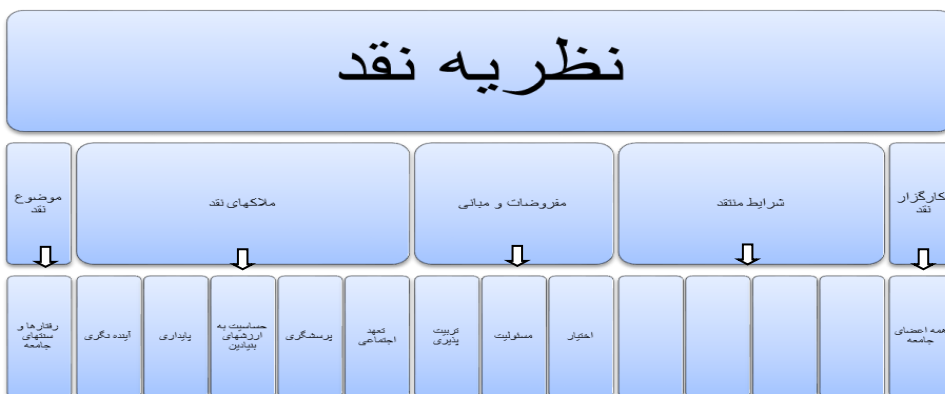 نظریه نقد
کارگزار
نقد
شرایط منتقد
مفروضات و مبانی
ملاکهای نقد
موضوع
نقد
همه اعضای
جامعه
اختیار
مسئولیت
تربیت
پذیری
تعهد
اجتماعی
پرسشگری
حساسیت به
ارزشهای
بنیادین
پایداری
آینده نگری
رفتارها و
سنتهای
جامعه